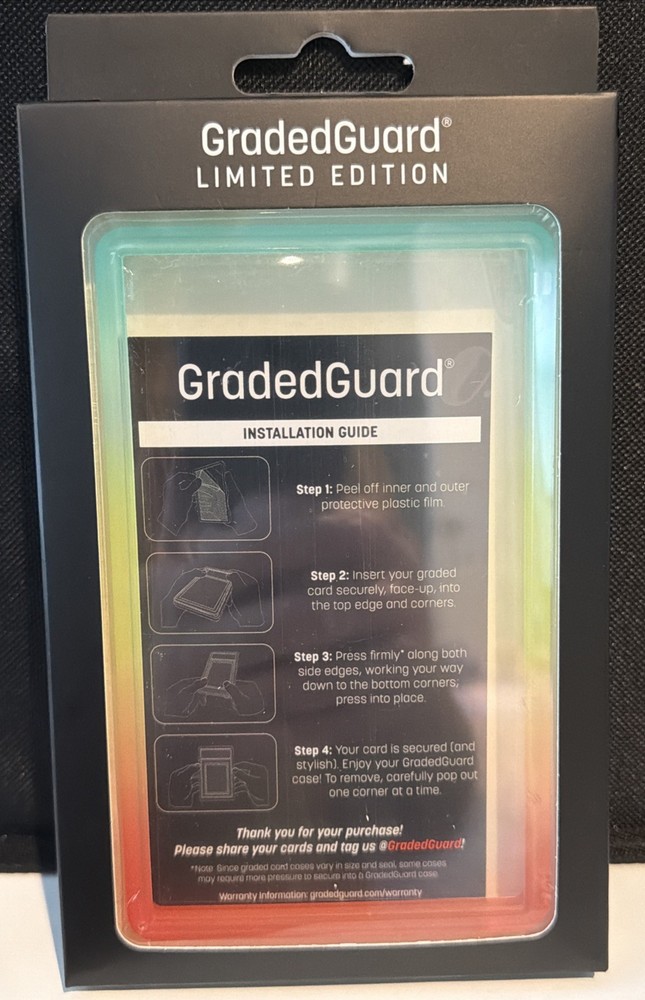 GradedGuard®
LIMITED EDITION
GradedGuard®
INSTALLATION GUIDE
Step 1: Peel off inner and outer
protective plastic film.
Step 2: Insert your graded
card securely, face-up, into
the top edge and corners.
Step 3: Press firmly* along both
side edges, working your way
down to the bottom corners;
press into place.
Step 4: Your card is secured (and
stylish). Enjoy your GradedGuard
case! To remove, carefully pop out
one corner at a time.
Thank you for your purchase!
Please share your cards and tag us @GradedGuard!
*Note: Since graded card cases vary in size and seal, some cases
may require more pressure to secure into a GradedGuard case.
Warranty Information: gradedguard.com/warranty